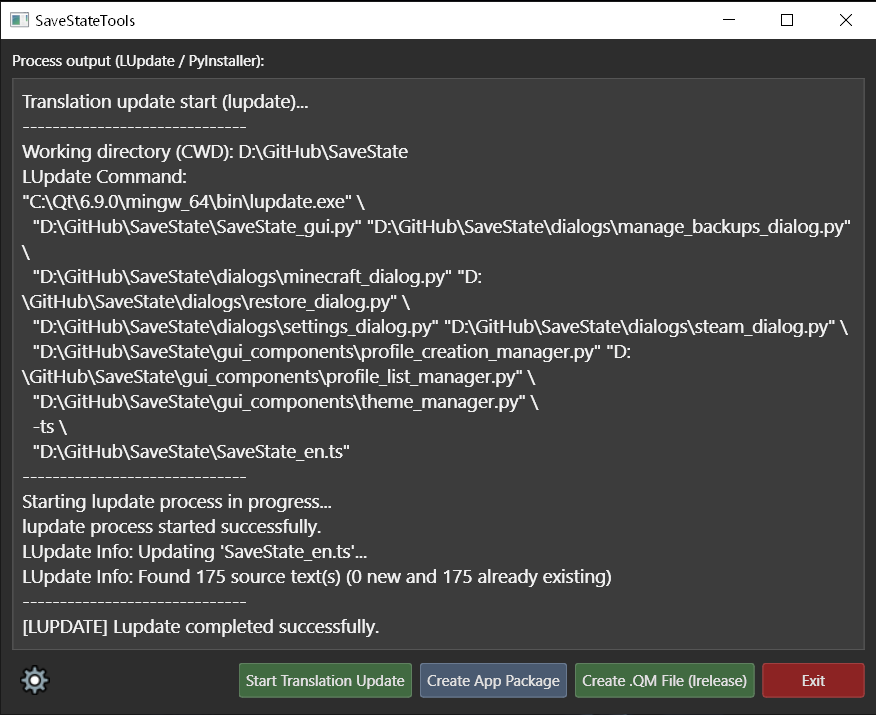 SaveStateTools
Process output (LUpdate / PyInstaller):
Translation update start (lupdate)...
------------------------------
Working directory (CWD): D:\GitHub\SaveState
LUpdate Command:
"C:\Qt\6.9.0\mingw_64\bin\lupdate.exe" \
"D:\GitHub\SaveState\SaveState_gui.py" "D:\GitHub\SaveState\dialogs\manage_backups_dialog.py"
\
"D:\GitHub\SaveState\dialogs\minecraft_dialog.py" "D:
\GitHub\SaveState\dialogs\restore_dialog.py" \
"D:\GitHub\SaveState\dialogs\settings_dialog.py" "D:\GitHub\SaveState\dialogs\steam_dialog.py" \
"D:\GitHub\SaveState\gui_components\profile_creation_manager.py" "D:
\GitHub\SaveState\gui_components\profile_list_manager.py" \
"D:\GitHub\SaveState\gui_components\theme_manager.py" \
-ts \
"D:\GitHub\SaveState\SaveState_en.ts"
------------------------------
Starting lupdate process in progress...
lupdate process started successfully.
LUpdate Info: Updating 'SaveState_en.ts'...
LUpdate Info: Found 175 source text(s) (0 new and 175 already existing)
------------------------------
[LUPDATE] Lupdate completed successfully.
Start Translation Update
Create App Package
Create .QM File (lrelease)
Exit